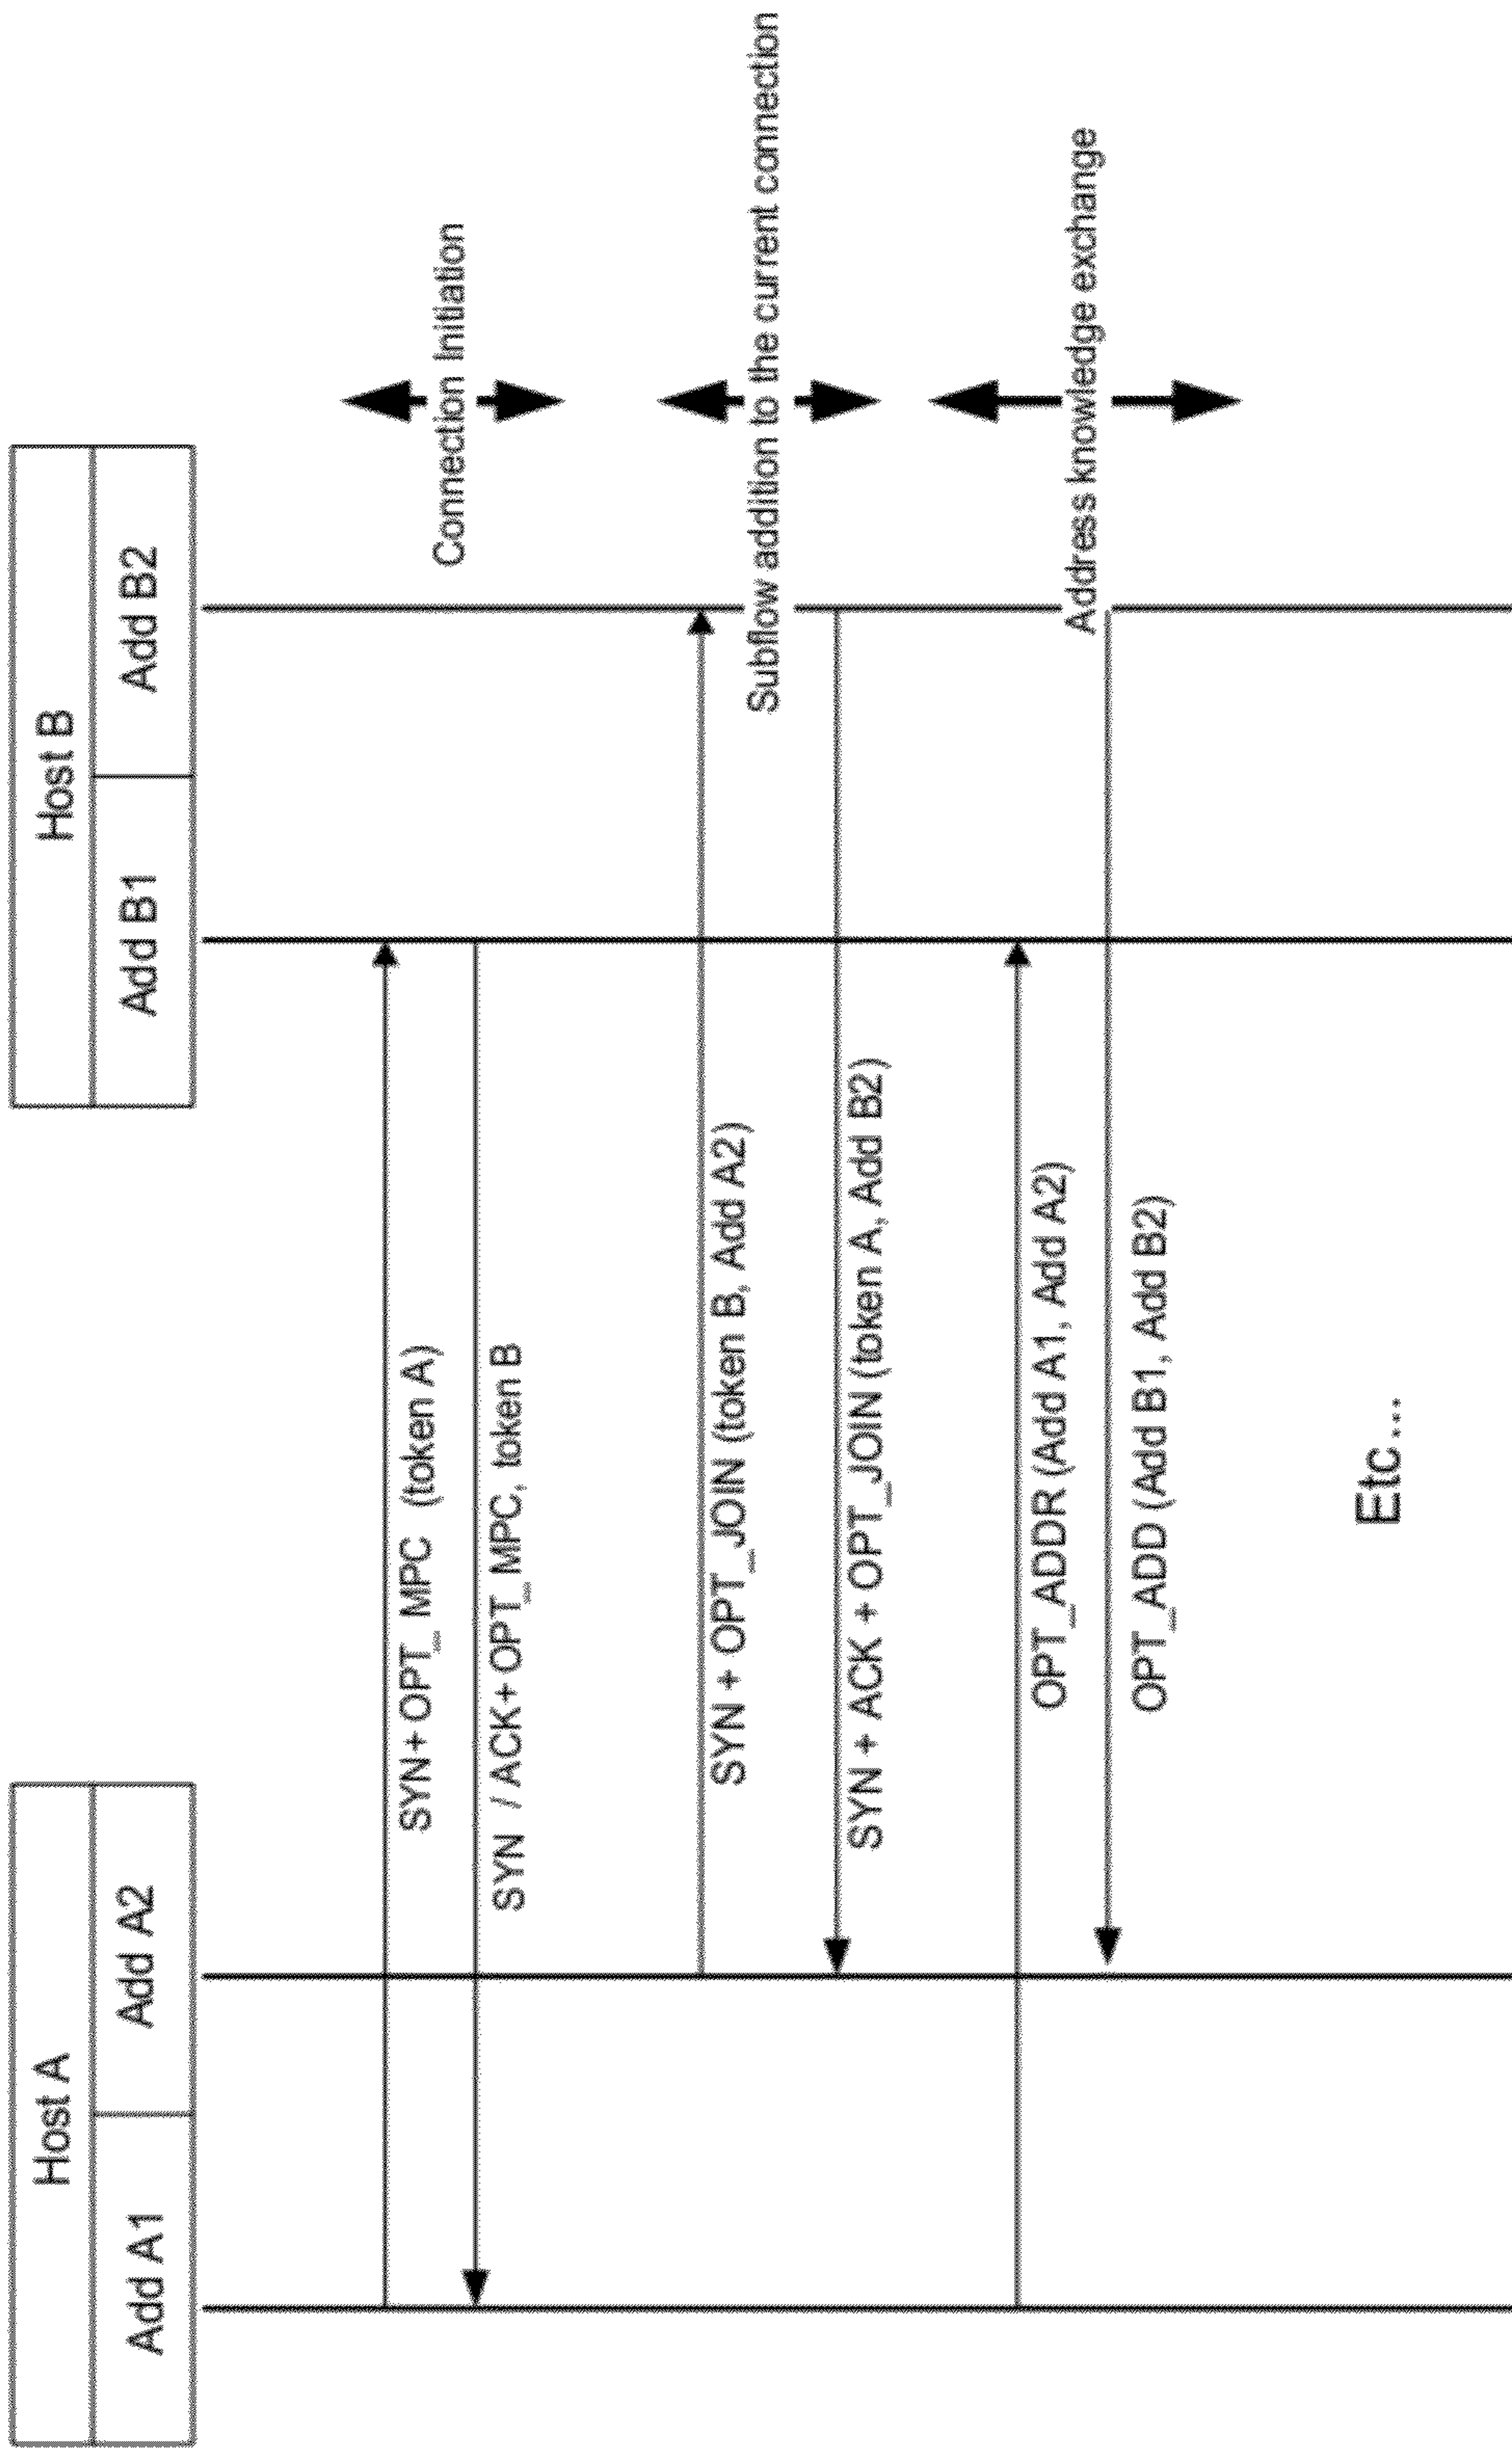 Host A
Host B
Add A1
Add A2
Add B1
Add B2
SYN+OPT_MPC (token A)
Connection Initiation
SYN / ACK+OPT_MPC, token B
SYN + OPT_JOIN (token B, Add A2)
Subflow addition to the current connection
SYN + ACK + OPT_JOIN (token A, Add B2)
OPT_ADDR (Add A1, Add A2)
Address knowledge exchange
OPT_ADD (Add B1, Add B2)
Etc...